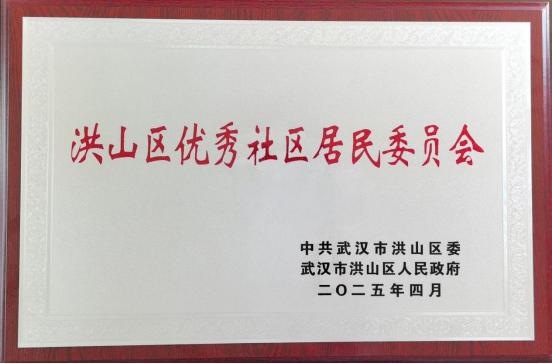 洪山区优秀社区居民委员会
中共武汉市洪山区委
武汉市洪山区人民政府
二〇二五年四月